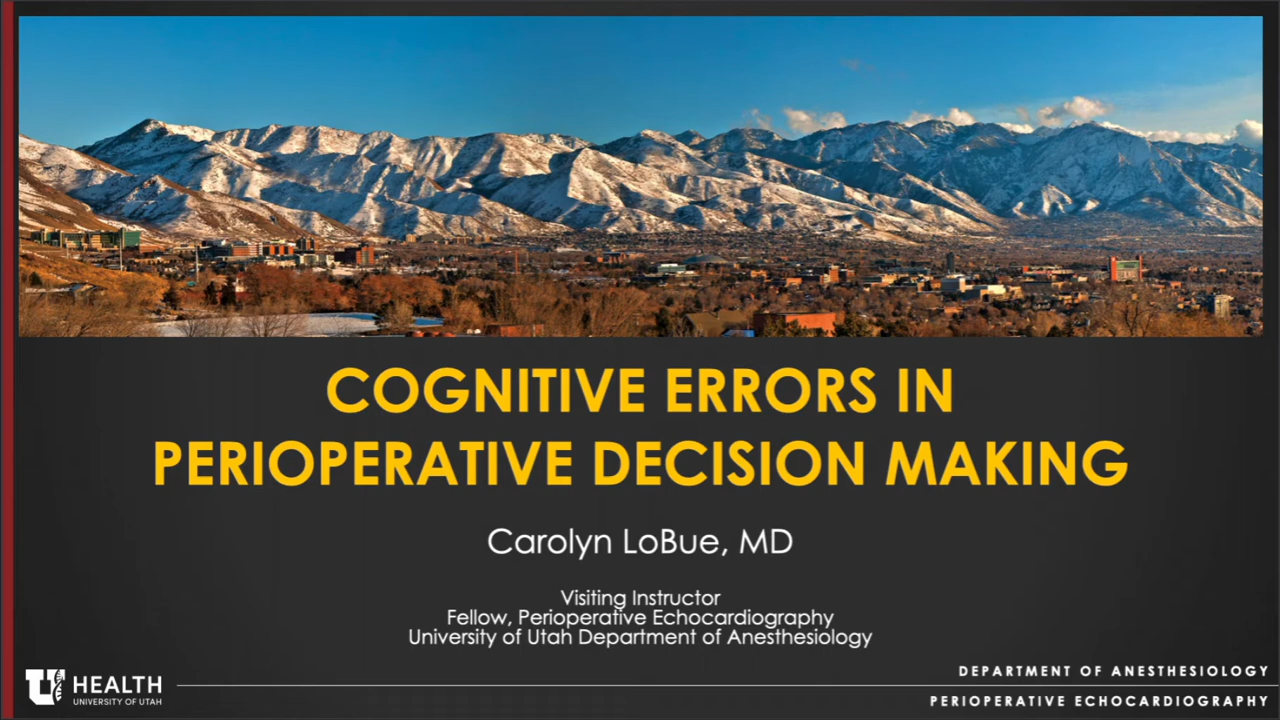 COGNITIVE ERRORS IN
PERIOPERATIVE DECISION MAKING
Carolyn LoBue, MD
Visiting Instructor
Fellow, Perioperative Echocardiography
University of Utah Department of Anesthesiology
U HEALTH
UNIVERSITY OF UTAH
DEPARTMENT OF ANESTHESIOLOGY
PERIOPERATIVE ECHOCARDIOGRAPHY